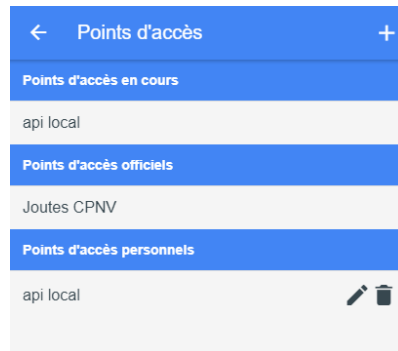 Points d'accès
Points d'accès en cours
api local
Points d'accès officiels
Joutes CPNV
Points d'accès personnels
api local